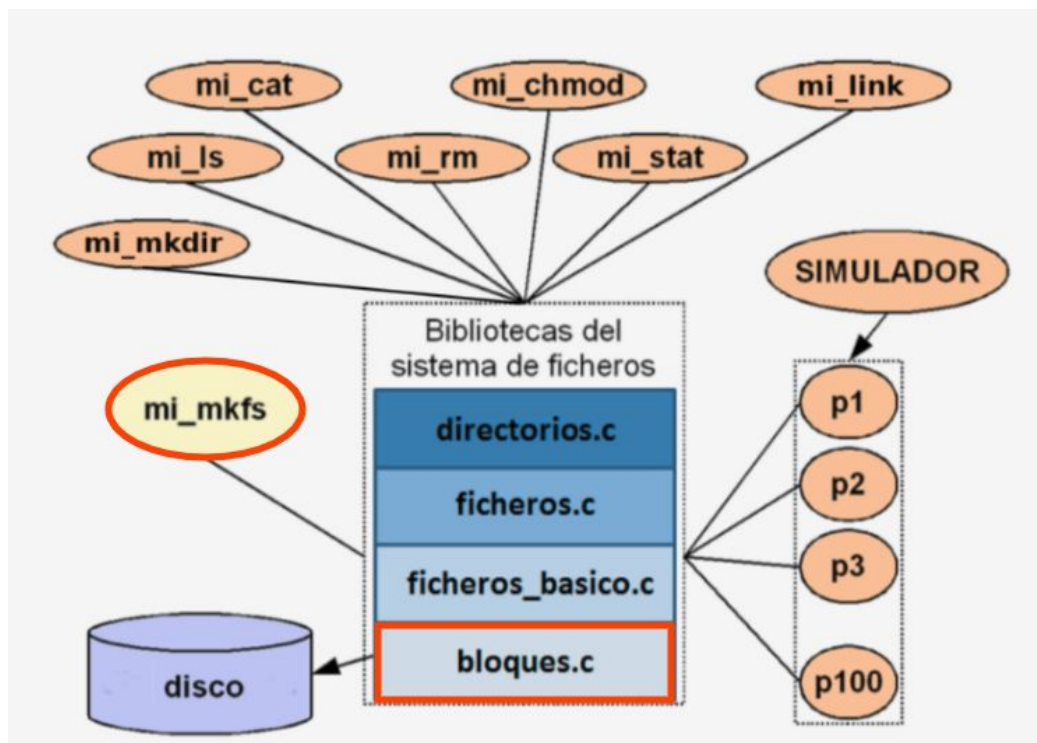 mi_cat
mi_chmod
mi_link
mi_ls
mi_rm
mi_stat
mi_mkdir
SIMULADOR
Bibliotecas del
sistema de ficheros
mi_mkfs
directorios.c
ficheros.c
ficheros_basico.c
bloques.c
disco
p1
p2
p3
p100